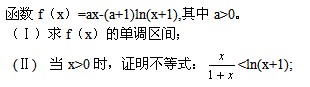 函数 f（x）=ax-(a+1)ln(x+1),其中 a>0。
（Ⅰ）求 f（x）的单调区间；
(Ⅱ) 当 x>0 时，证明不等式：$\frac{x}{1+x}$<ln(x+1);